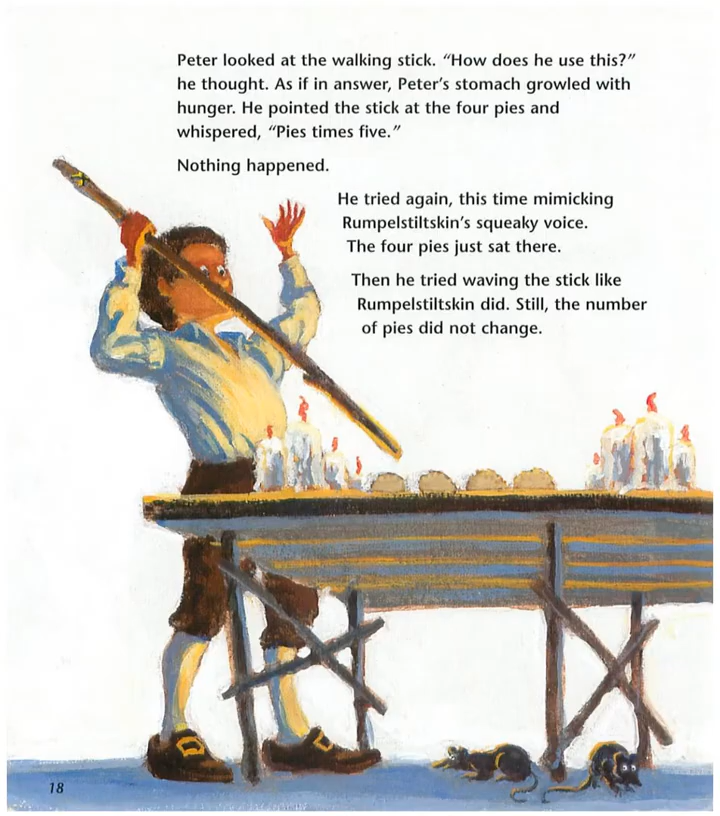 Peter looked at the walking stick. “How does he use this?”
he thought. As if in answer, Peter’s stomach growled with
hunger. He pointed the stick at the four pies and
whispered, “Pies times five.”
Nothing happened.
He tried again, this time mimicking
Rumpelstiltskin’s squeaky voice.
The four pies just sat there.
Then he tried waving the stick like
Rumpelstiltskin did. Still, the number
of pies did not change.
18